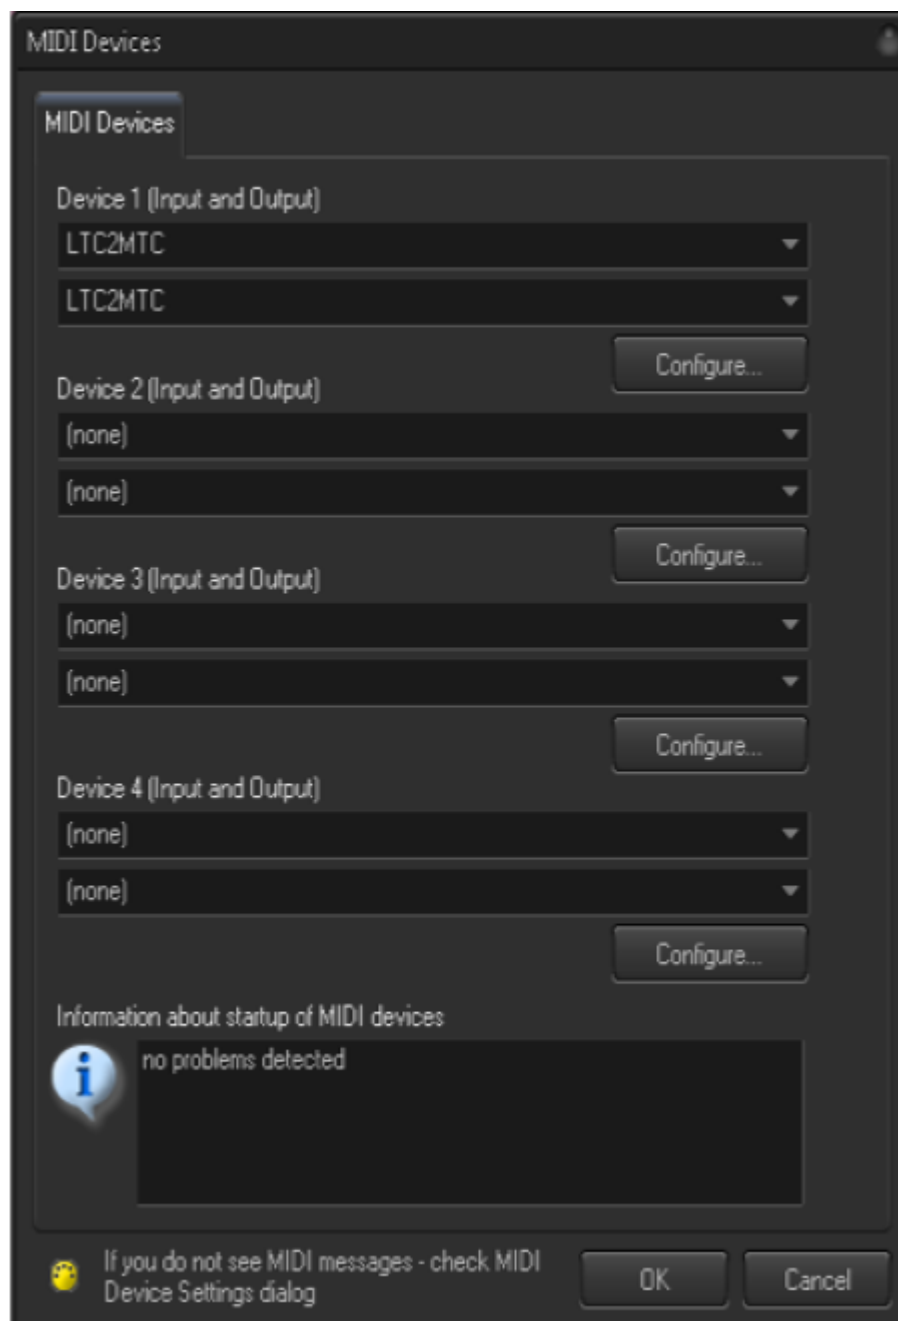 MIDI Devices
MIDI Devices
Device 1 (Input and Output)
LTC2MTC
LTC2MTC
Configure...
Device 2 (Input and Output)
(none)
(none)
Configure...
Device 3 (Input and Output)
(none)
(none)
Configure...
Device 4 (Input and Output)
(none)
(none)
Configure...
Information about startup of MIDI devices
no problems detected
If you do not see MIDI messages - check MIDI
Device Settings dialog
OK
Cancel